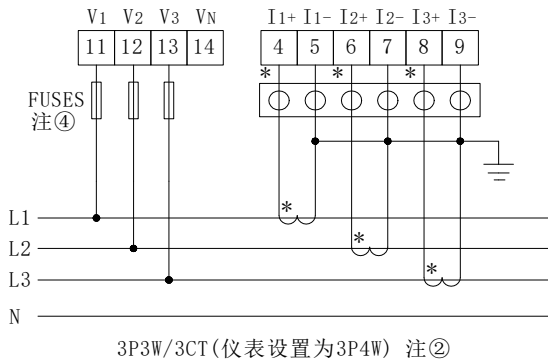 V1 V2 V3 VN I1+ I1- I2+ I2- I3+ I3-
11 12 13 14 4 5 6 7 8 9
* * *
FUSES
注④
L1 *
L2 *
L3 *
N
3P3W/3CT(仪表设置为3P4W) 注②